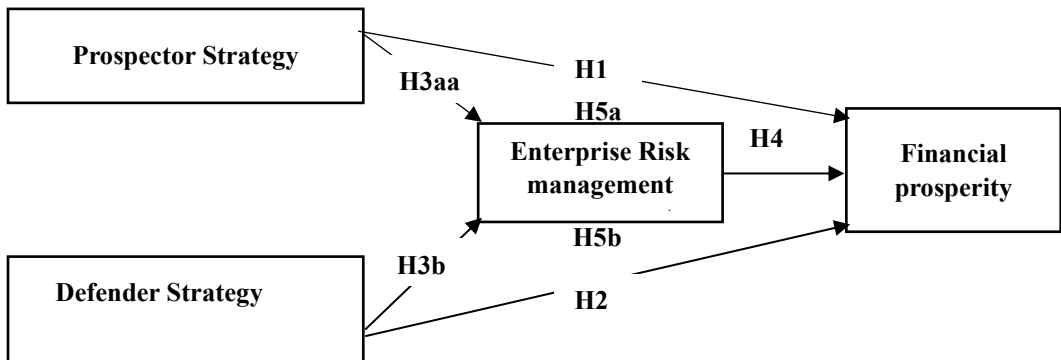 Prospector Strategy
H1
H3aa
H5a
Enterprise Risk
management
H4
Financial
prosperity
H5b
H3b
Defender Strategy
H2